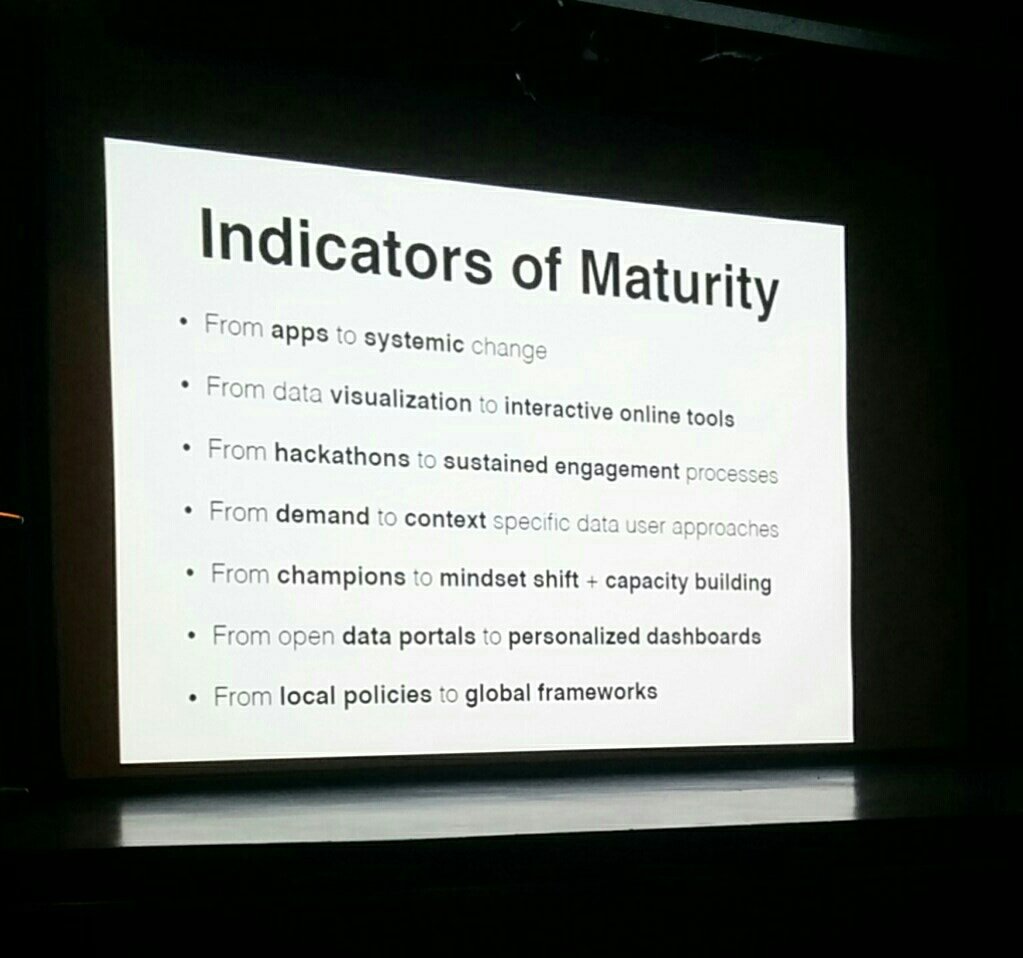 Indicators of Maturity
• From apps to systemic change
• From data visualization to interactive online tools
• From hackathons to sustained engagement processes
• From demand to context specific data user approaches
• From champions to mindset shift + capacity building
• From open data portals to personalized dashboards
• From local policies to global frameworks